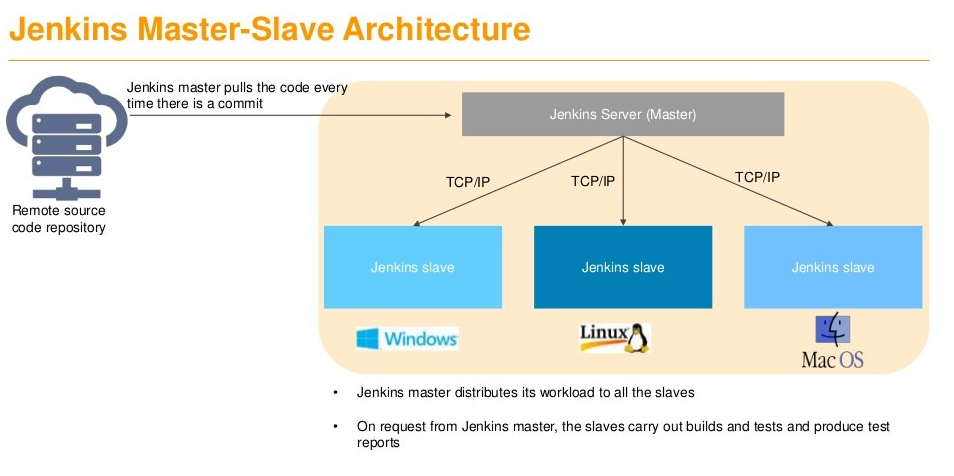 Jenkins Master-Slave Architecture
Jenkins master pulls the code every
time there is a commit
Jenkins Server (Master)
TCP/IP
TCP/IP
TCP/IP
Remote source
code repository
Jenkins slave
Jenkins slave
Jenkins slave
Windows
Linux
Mac OS
• Jenkins master distributes its workload to all the slaves
• On request from Jenkins master, the slaves carry out builds and tests and produce test
reports